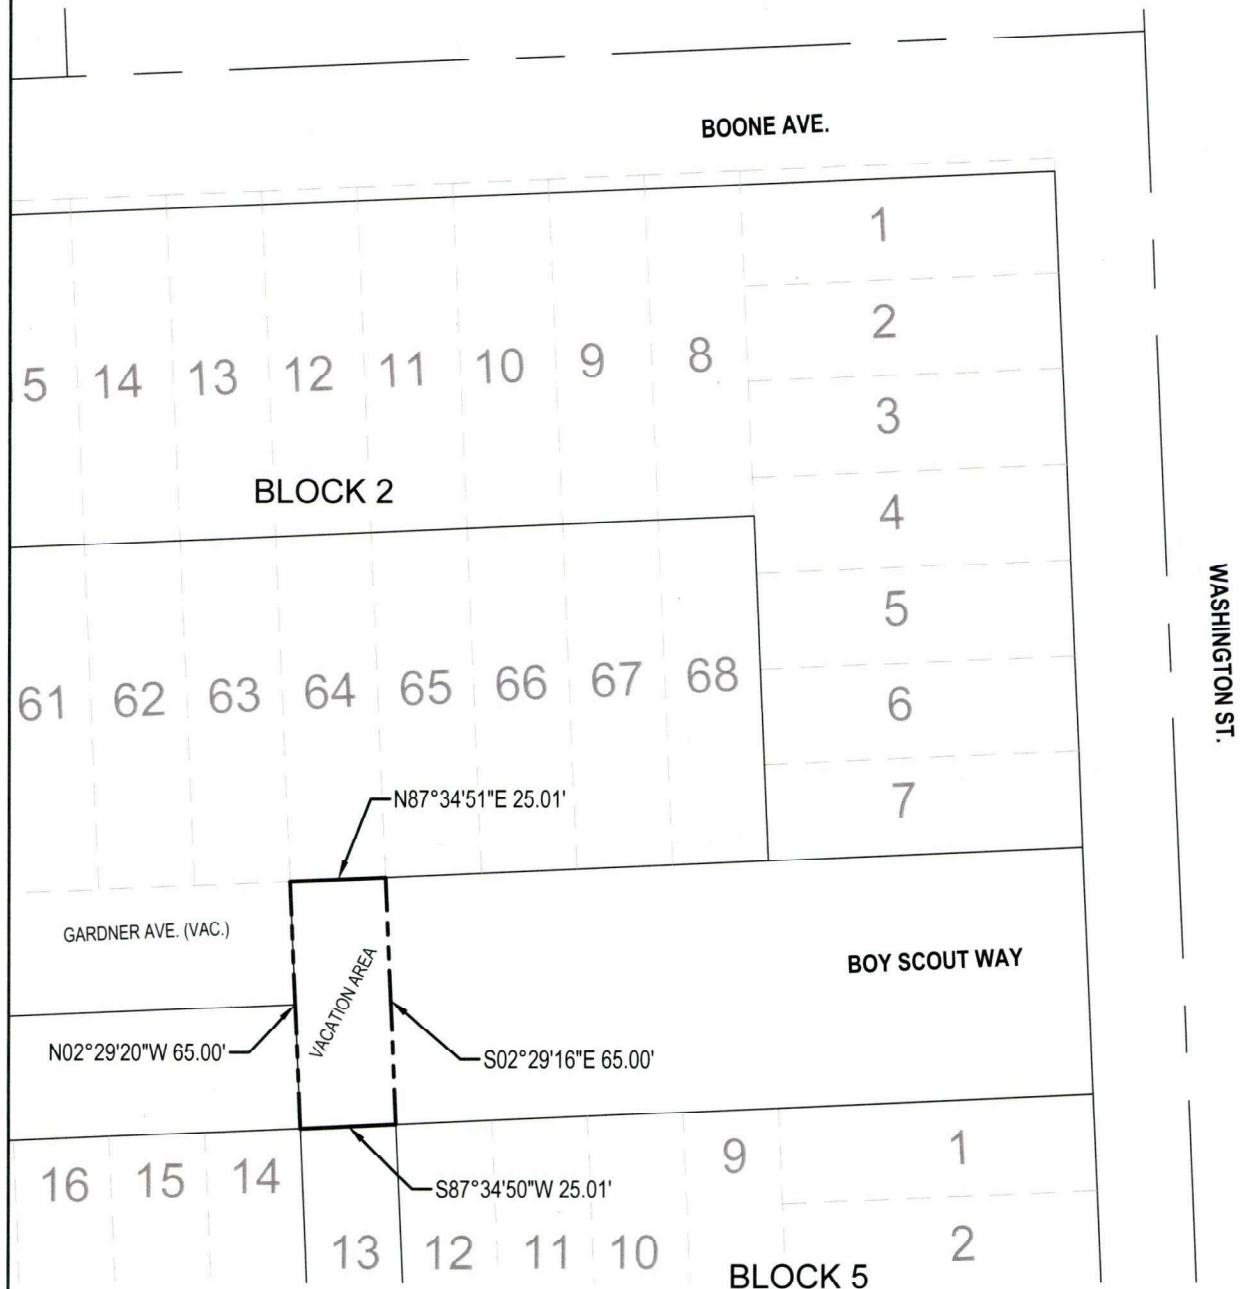 BOONE AVE.
1
2
3
4
5
6
7
5 14 13 12 11 10 9 8
BLOCK 2
61 62 63 64 65 66 67 68
WASHINGTON ST.
N87°34'51"E 25.01'
GARDNER AVE. (VAC.)
VACATION AREA
BOY SCOUT WAY
N02°29'20"W 65.00'
S02°29'16"E 65.00'
S87°34'50"W 25.01'
16 15 14
13 12 11 10
9
1
2
BLOCK 5